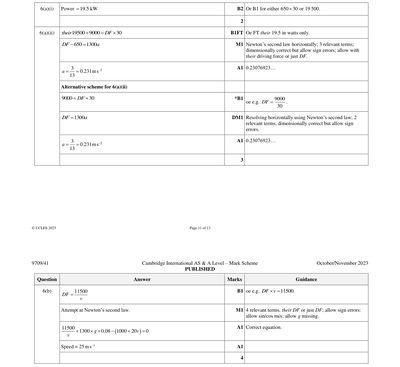 6(a)(i) Power = 19.5 kW B2 Or B1 for either 650×30 or 19 500.
2
6(a)(ii) their19500 + 9000 = DF × 30 B1FT Or FT their 19.5 in watts only.
DF − 650 = 1300a M1 Newton's second law horizontally; 3 relevant terms;
dimensionally correct but allow sign errors; allow with
their driving force or just DF.
a = 3/13 = 0.231 m s⁻² A1 0.23076923…
Alternative scheme for 6(a)(ii)
9000 = DF × 30 *B1 or e.g. DF = 9000/30.
DF = 1300a DM1 Resolving horizontally using Newton's second law; 2
relevant terms; dimensionally correct but allow sign
errors.
a = 3/13 = 0.231 m s⁻² A1 0.23076923…
3
© UCLES 2023 Page 11 of 13
9709/41 Cambridge International AS & A Level – Mark Scheme October/November 2023
PUBLISHED
Question Answer Marks Guidance
6(b) DF = 11500/v B1 or e.g. DF × v = 11500.
Attempt at Newton's second law. M1 4 relevant terms, their DF or just DF; allow sign errors;
allow sin/cos mix; allow g missing.
11500/v + 1300 × g × 0.08 − (1000 + 20v) = 0 A1 Correct equation.
Speed = 25 m s⁻¹ A1
4